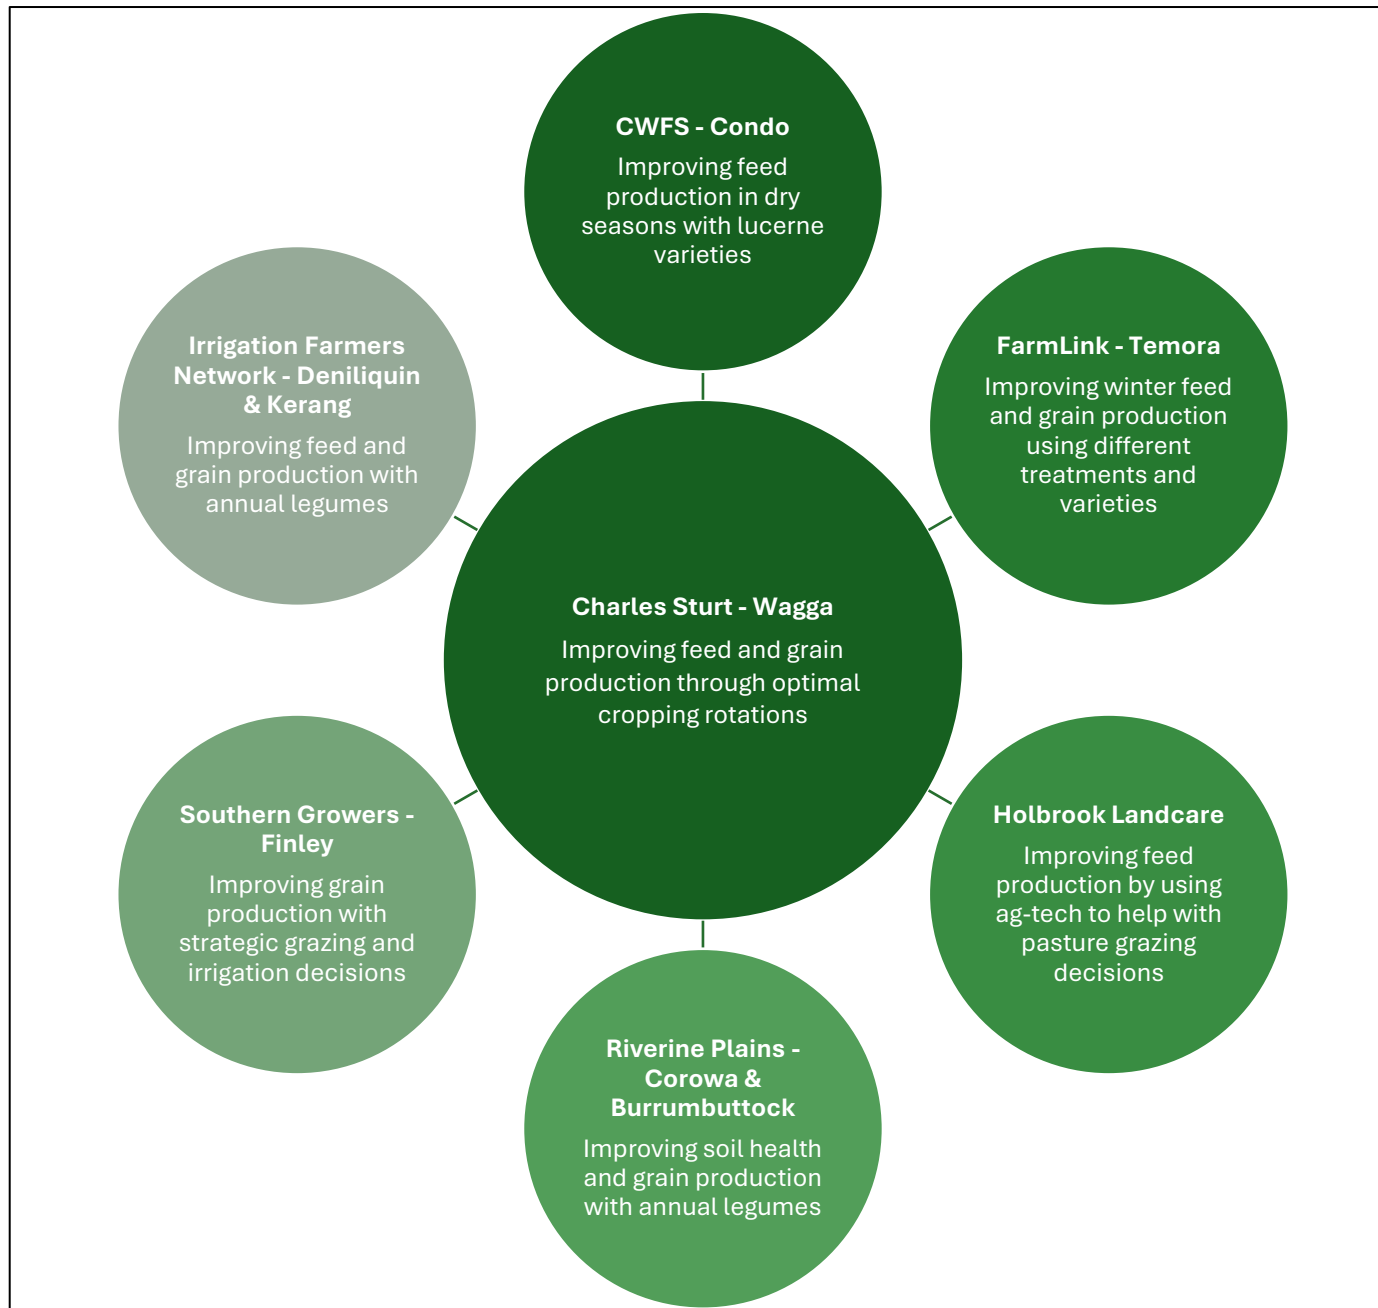 CWFS - Condo
Improving feed
production in dry
seasons with lucerne
varieties
FarmLink - Temora
Improving winter feed
and grain production
using different
treatments and
varieties
Holbrook Landcare
Improving feed
production by using
ag-tech to help with
pasture grazing
decisions
Riverine Plains -
Corowa &
Burrumbuttock
Improving soil health
and grain production
with annual legumes
Southern Growers -
Finley
Improving grain
production with
strategic grazing and
irrigation decisions
Irrigation Farmers
Network - Deniliquin
& Kerang
Improving feed and
grain production with
annual legumes
Charles Sturt - Wagga
Improving feed and grain
production through optimal
cropping rotations